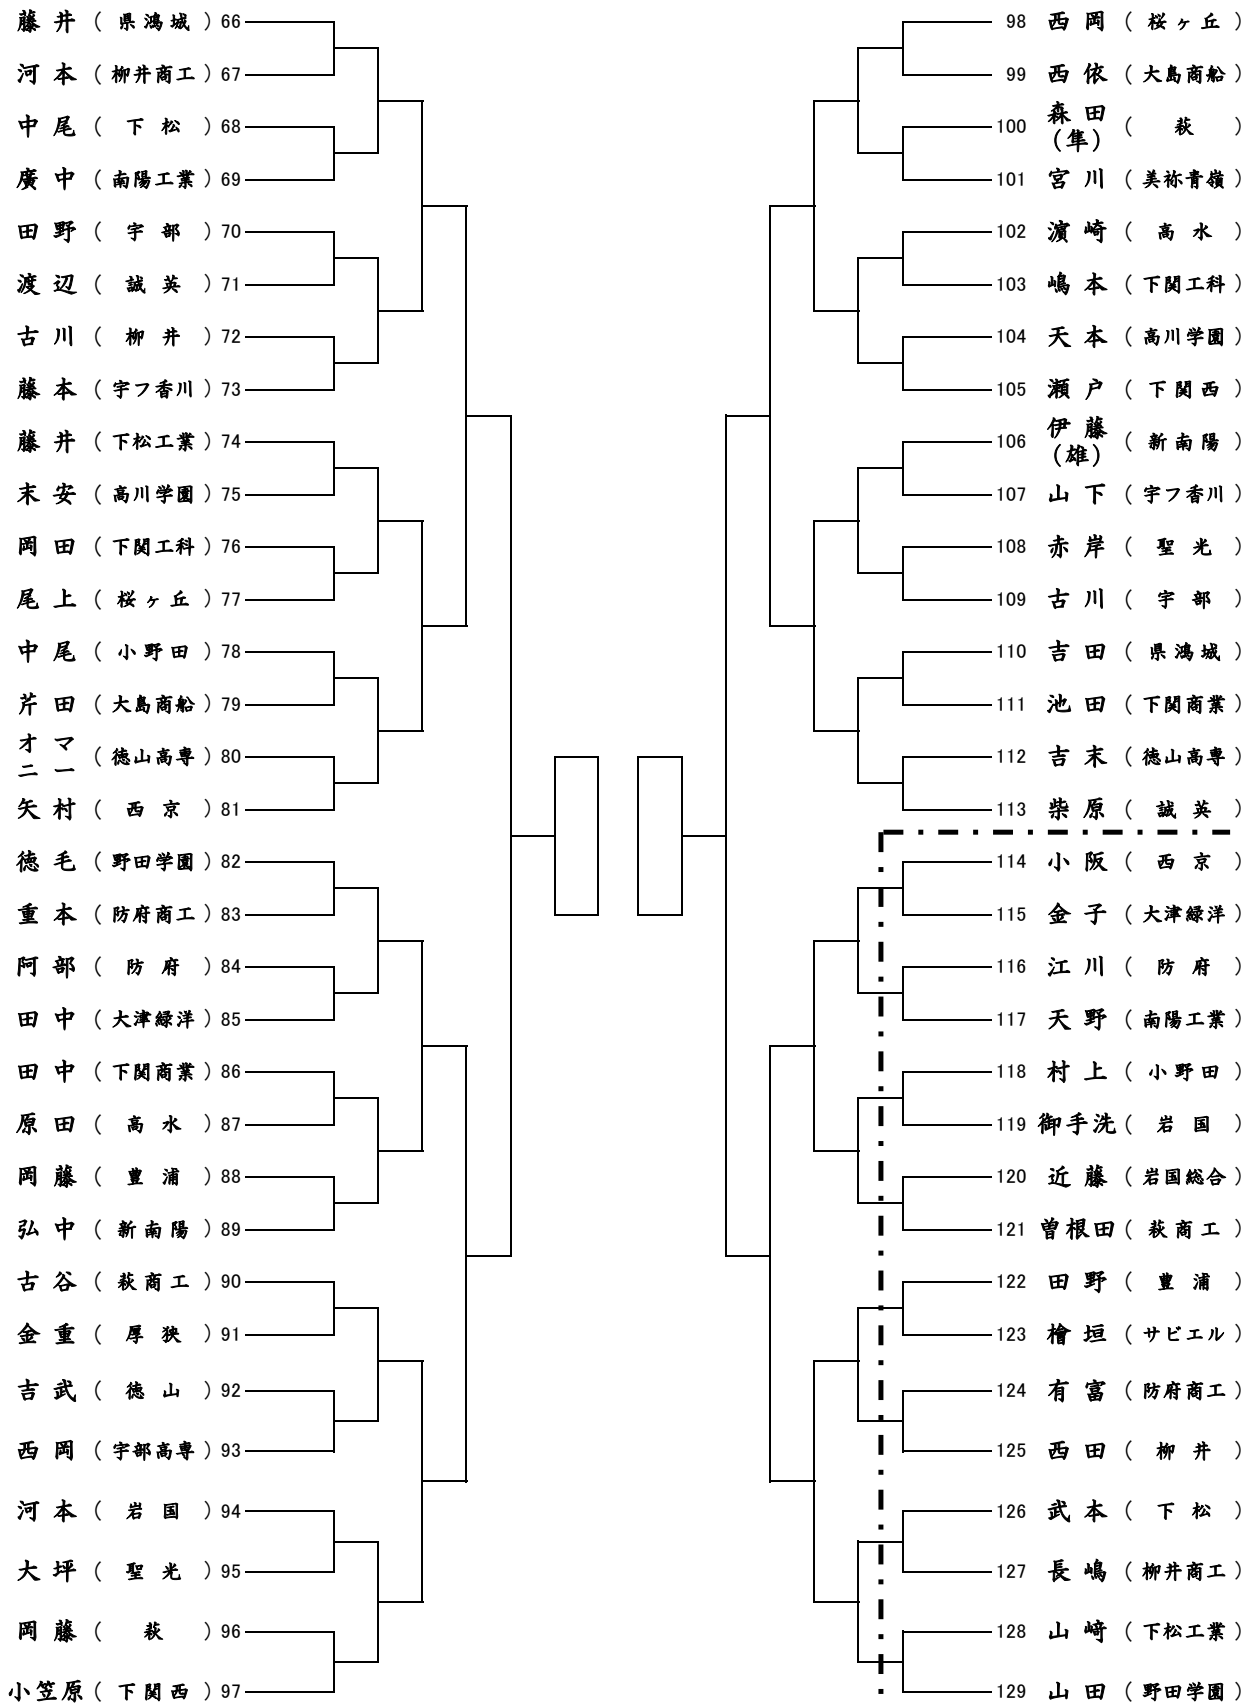 藤井(県鴻城)66
河本(柳井商工)67
中尾(下松)68
廣中(南陽工業)69
田野(宇部)70
渡辺(誠英)71
古川(柳井)72
藤本(宇フ香川)73
藤井(下松工業)74
末安(高川学園)75
岡田(下関工科)76
尾上(桜ヶ丘)77
中尾(小野田)78
芹田(大島商船)79
オマ
ニー(徳山高専)80
矢村(西京)81
徳毛(野田学園)82
重本(防府商工)83
阿部(防府)84
田中(大津緑洋)85
田中(下関商業)86
原田(高水)87
岡藤(豊浦)88
弘中(新南陽)89
古谷(萩商工)90
金重(厚狭)91
吉武(徳山)92
西岡(宇部高専)93
河本(岩国)94
大坪(聖光)95
岡藤(萩)96
小笠原(下関西)97
98 西岡(桜ヶ丘)
99 西依(大島商船)
100 森田(隼)(萩)
101 宮川(美祢青嶺)
102 濵崎(高水)
103 嶋本(下関工科)
104 天本(高川学園)
105 瀬戸(下関西)
106 伊藤(雄)(新南陽)
107 山下(宇フ香川)
108 赤岸(聖光)
109 古川(宇部)
110 吉田(県鴻城)
111 池田(下関商業)
112 吉末(徳山高専)
113 柴原(誠英)
114 小阪(西京)
115 金子(大津緑洋)
116 江川(防府)
117 天野(南陽工業)
118 村上(小野田)
119 御手洗(岩国)
120 近藤(岩国総合)
121 曽根田(萩商工)
122 田野(豊浦)
123 檜垣(サビエル)
124 有富(防府商工)
125 西田(柳井)
126 武本(下松)
127 長嶋(柳井商工)
128 山﨑(下松工業)
129 山田(野田学園)